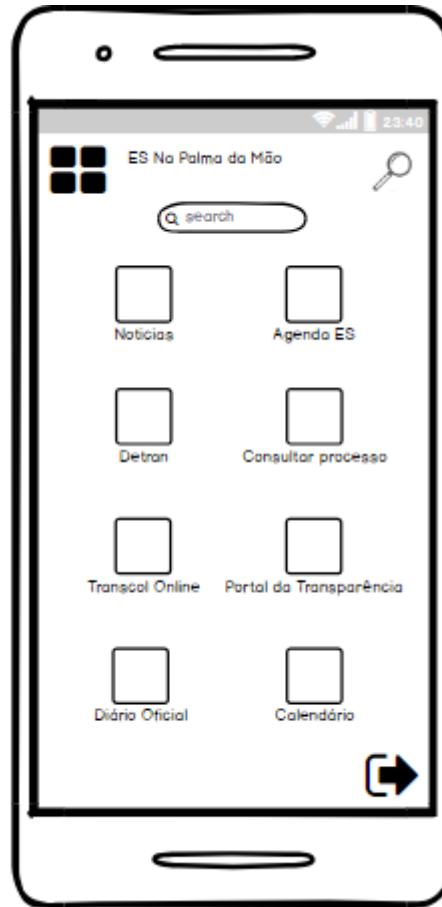 23:40
ES Na Palma da Mão
search
Noticias
Agenda ES
Detran
Consultar processo
Transcol Online
Portal da Transparência
Diário Oficial
Calendário